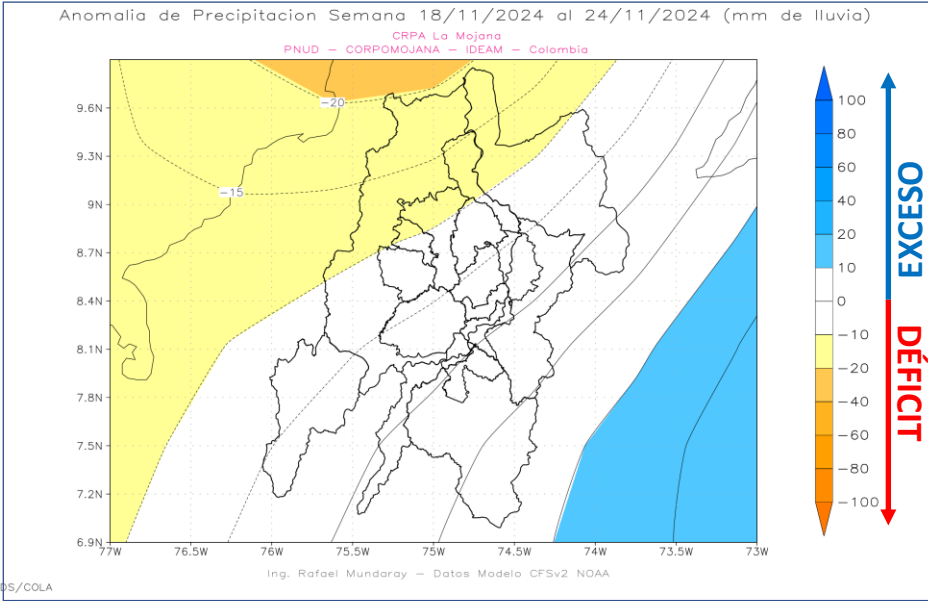 Anomalia de Precipitacion Semana 18/11/2024 al 24/11/2024 (mm de lluvia)
CRPA La Mojana
PNUD – CORPOMOJANA – IDEAM – Colombia
9.6N
9.3N
9N
8.7N
8.4N
8.1N
7.8N
7.5N
7.2N
6.9N
−20
−15
77W 76.5W 76W 75.5W 75W 74.5W 74W 73.5W 73W
100
80
60
40
20
10
0
−10
−20
−40
−60
−80
−100
EXCESO
DÉFICIT
Ing. Rafael Mundaray – Datos Modelo CFSv2 NOAA
DS/COLA